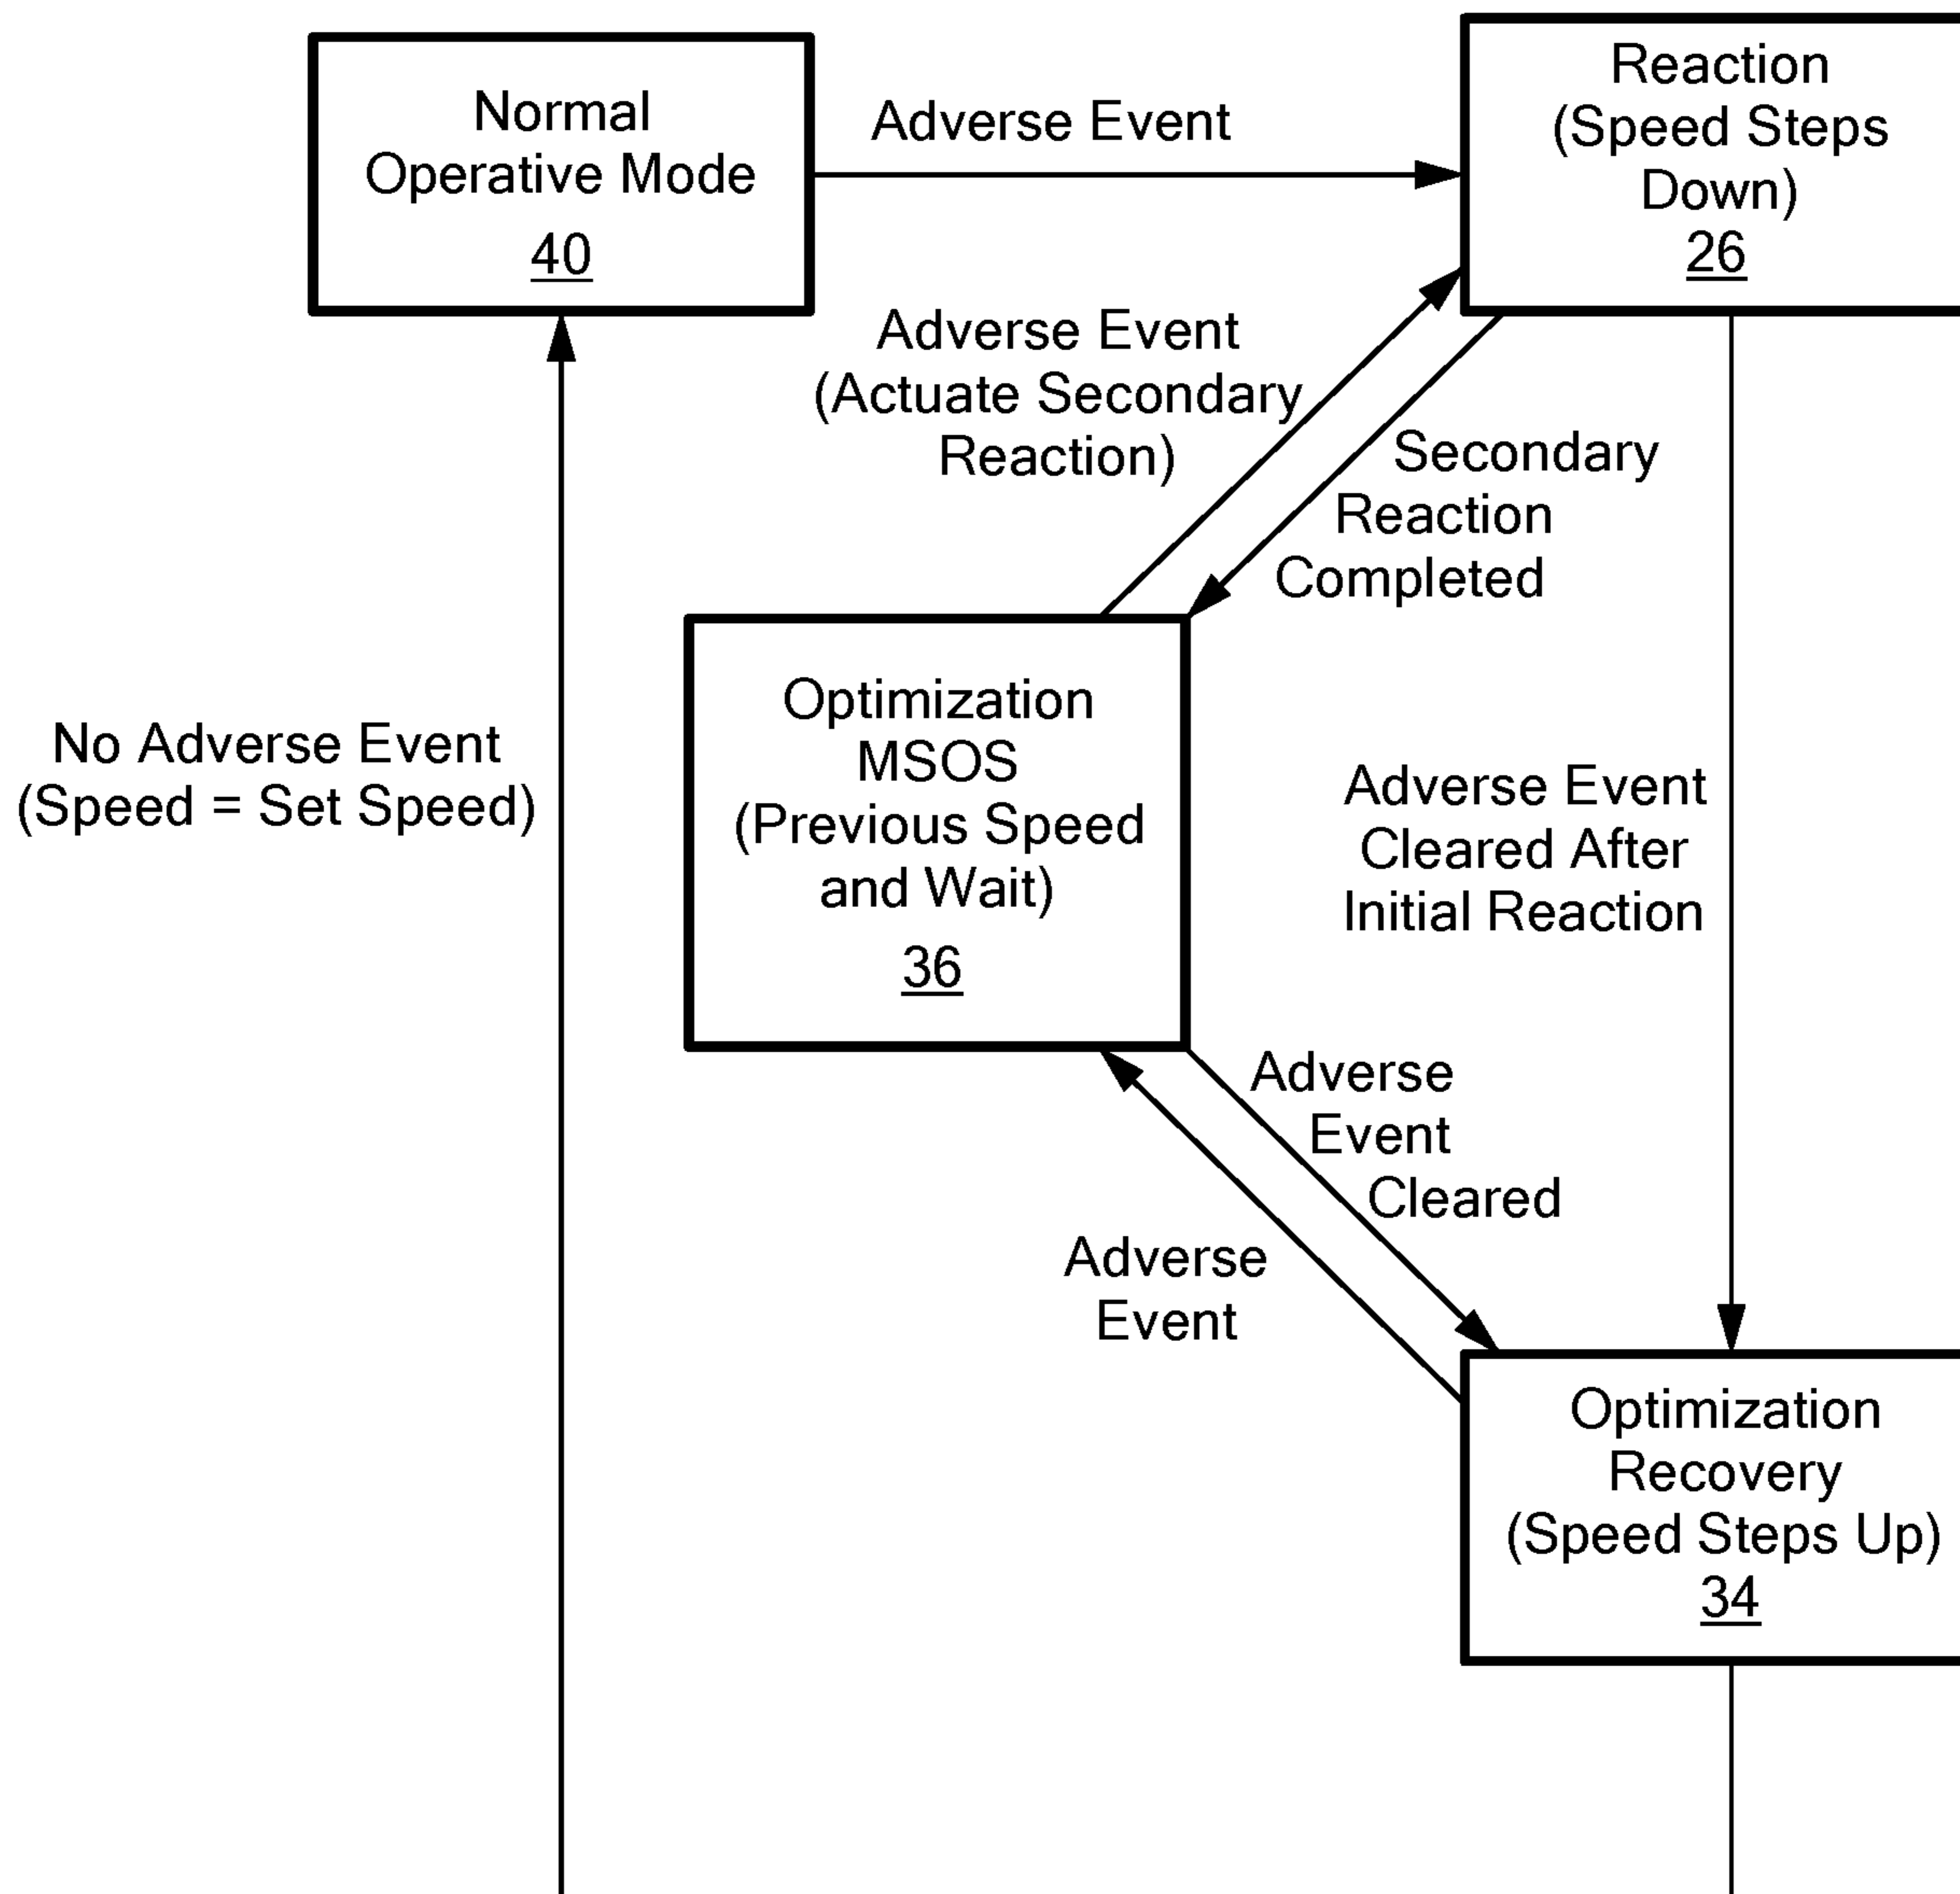 Normal
Operative Mode
40
Adverse Event
Reaction
(Speed Steps
Down)
26
Adverse Event
(Actuate Secondary
Reaction)
Secondary
Reaction
Completed
No Adverse Event
(Speed = Set Speed)
Optimization
MSOS
(Previous Speed
and Wait)
36
Adverse Event
Cleared After
Initial Reaction
Adverse
Event
Cleared
Adverse
Event
Optimization
Recovery
(Speed Steps Up)
34